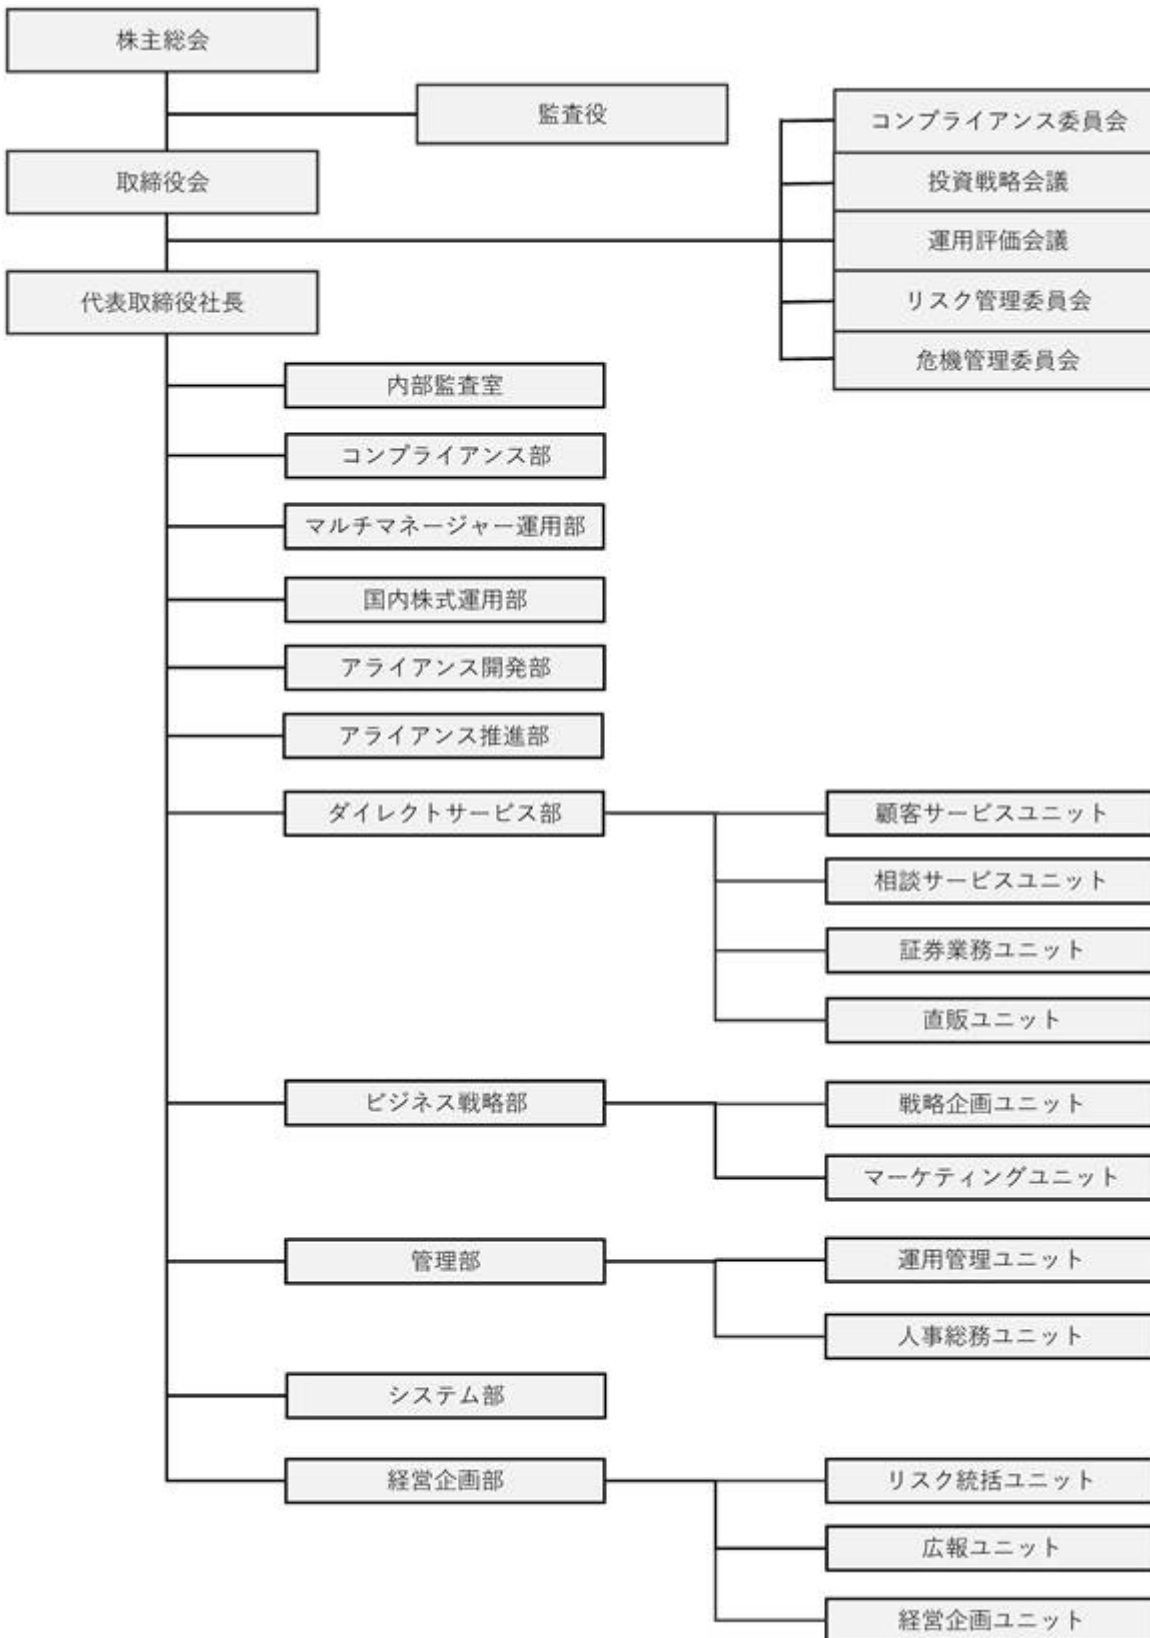 株主総会
監査役
コンプライアンス委員会
取締役会
投資戦略会議
運用評価会議
代表取締役社長
リスク管理委員会
危機管理委員会
内部監査室
コンプライアンス部
マルチマネージャー運用部
国内株式運用部
アライアンス開発部
アライアンス推進部
ダイレクトサービス部
顧客サービスユニット
相談サービスユニット
証券業務ユニット
直販ユニット
ビジネス戦略部
戦略企画ユニット
マーケティングユニット
管理部
運用管理ユニット
人事総務ユニット
システム部
経営企画部
リスク統括ユニット
広報ユニット
経営企画ユニット